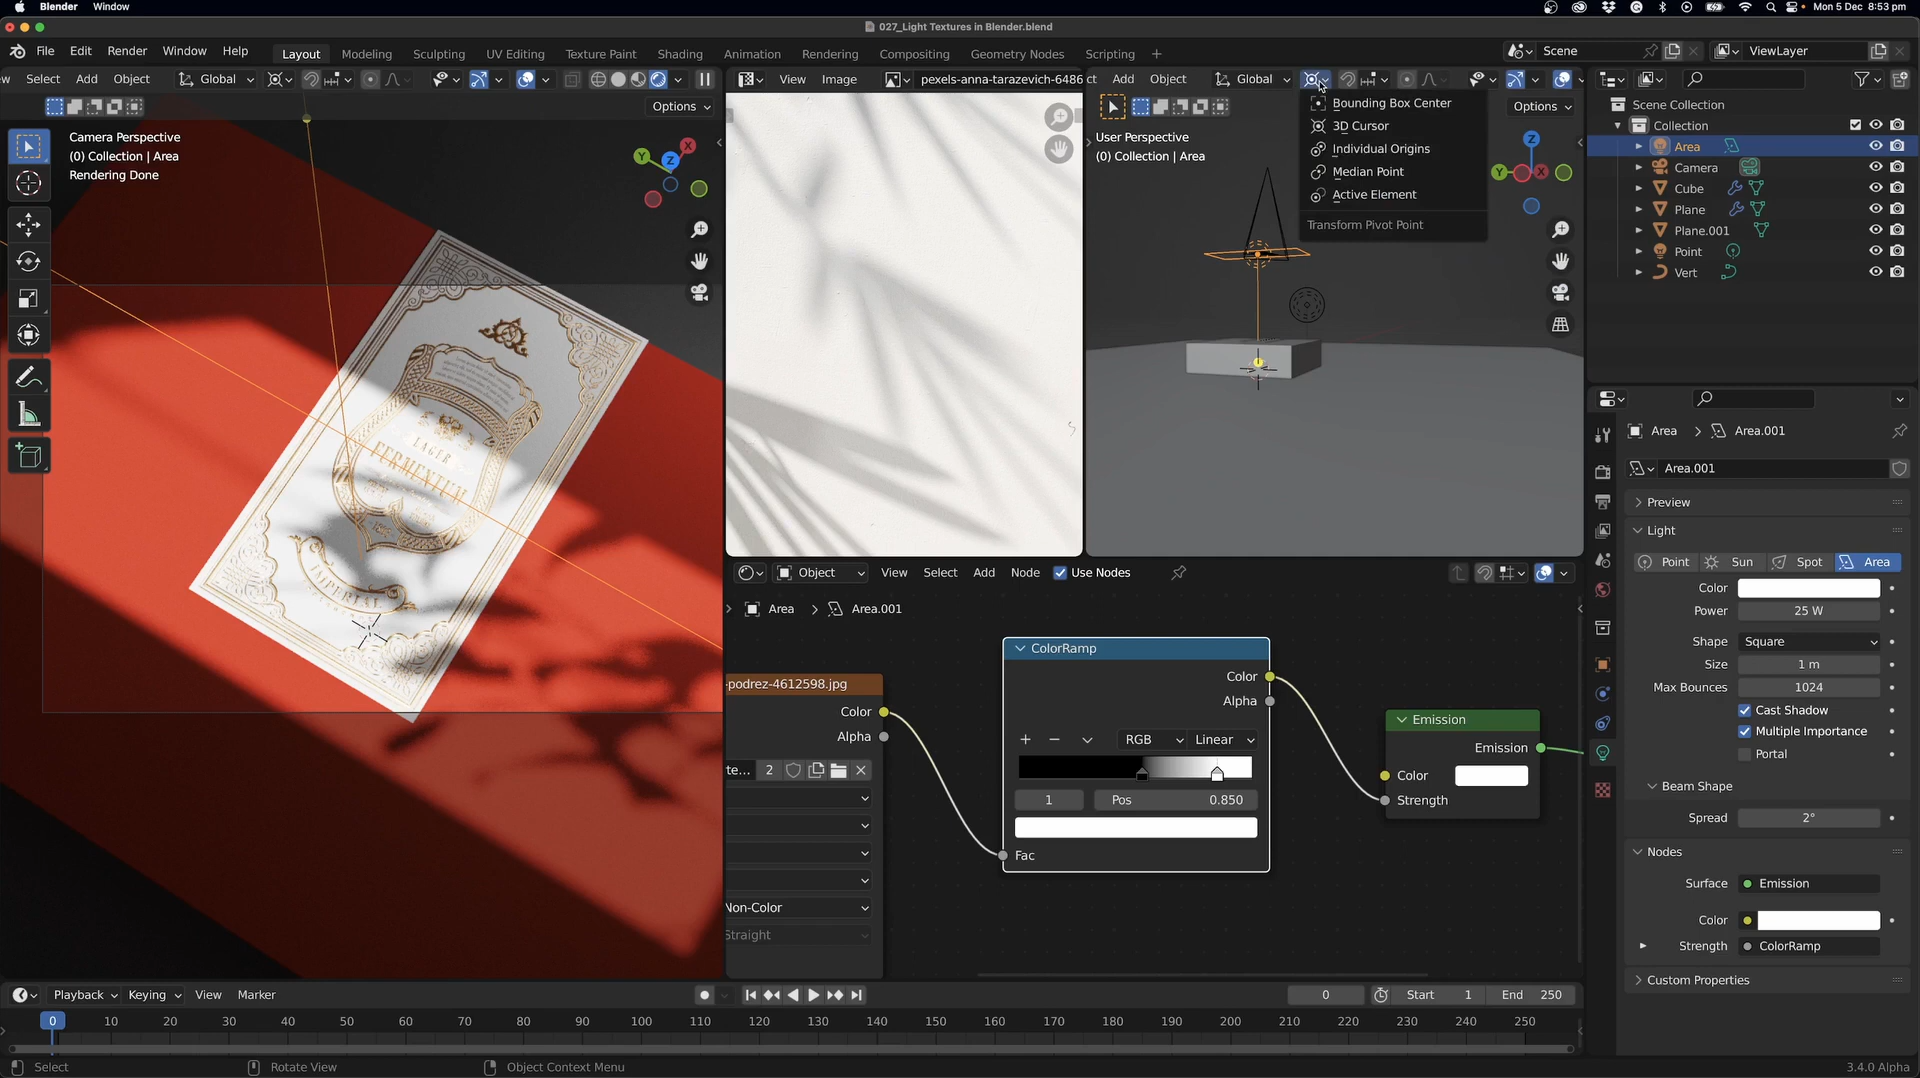 Blender Window
Mon 5 Dec 8:53 pm
027_Light Textures in Blender.blend
File Edit Render Window Help
Layout Modeling Sculpting UV Editing Texture Paint Shading Animation Rendering Compositing Geometry Nodes Scripting +
Scene
ViewLayer
w Select Add Object Global
View Image pexels-anna-tarazevich-6486
ct Add Object Global
Options
Options
Camera Perspective
(0) Collection | Area
Rendering Done
Y
Z
X
LAGER
FERMENTUM
IMPERIAL
User Perspective
(0) Collection | Area
Z
Y
X
Bounding Box Center
3D Cursor
Individual Origins
Median Point
Active Element
Transform Pivot Point
Scene Collection
Collection
Area
Camera
Cube
Plane
Plane.001
Point
Vert
Area > Area.001
Area.001
Preview
Light
Point Sun Spot Area
Color
Power 25 W
Shape Square
Size 1 m
Max Bounces 1024
Cast Shadow
Multiple Importance
Portal
Beam Shape
Spread 2°
Nodes
Surface Emission
Color
Strength ColorRamp
Custom Properties
Object View Select Add Node Use Nodes
Area > Area.001
-podrez-4612598.jpg
Color
Alpha
te... 2
Non-Color
Straight
ColorRamp
Color
Alpha
+ − RGB Linear
1 Pos 0.850
Fac
Emission
Emission
Color
Strength
Playback Keying View Marker
0 Start 1 End 250
0 10 20 30 40 50 60 70 80 90 100 110 120 130 140 150 160 170 180 190 200 210 220 230 240 250
Select Rotate View Object Context Menu
3.4.0 Alpha